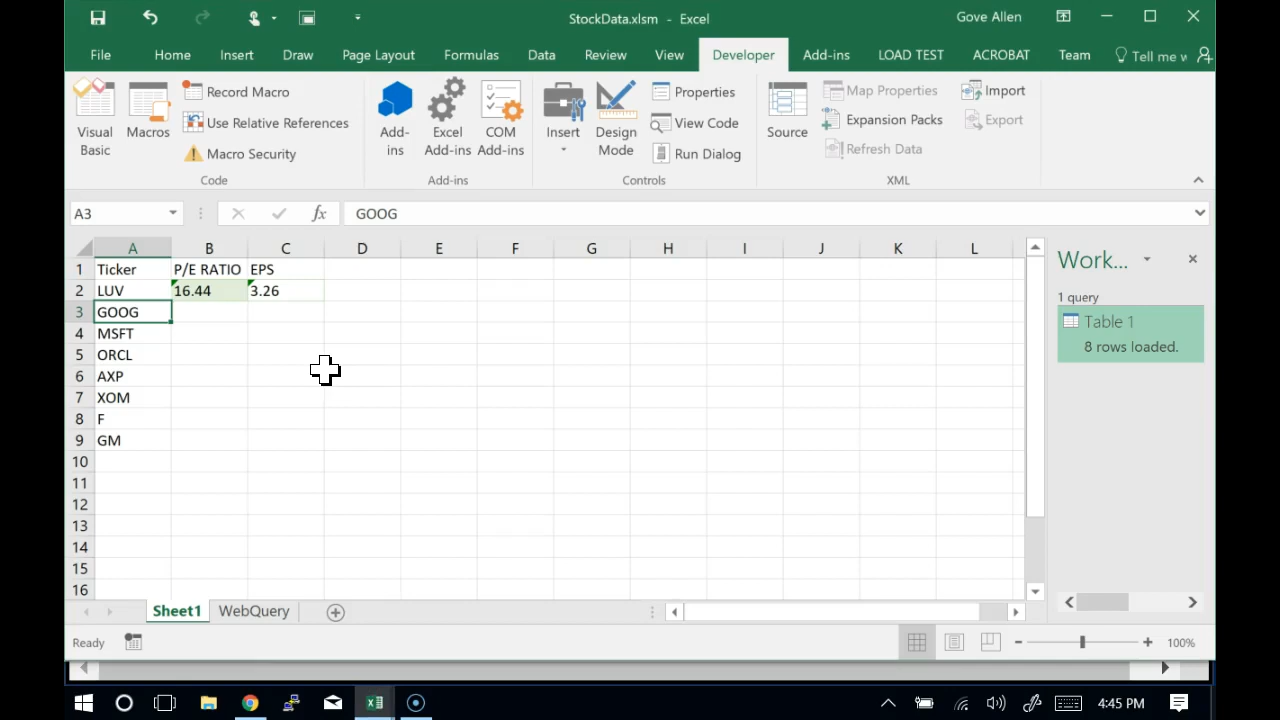 StockData.xlsm - Excel
Gove Allen
File Home Insert Draw Page Layout Formulas Data Review View Developer Add-ins LOAD TEST ACROBAT Team Tell me w
Visual Basic
Macros
Record Macro
Use Relative References
Macro Security
Code
Add-ins
Excel Add-ins
COM Add-ins
Add-ins
Insert
Design Mode
Properties
View Code
Run Dialog
Controls
Source
Map Properties
Expansion Packs
Refresh Data
Import
Export
XML
A3 fx GOOG
A B C D E F G H I J K L
1 Ticker P/E RATIO EPS
2 LUV 16.44 3.26
3 GOOG
4 MSFT
5 ORCL
6 AXP
7 XOM
8 F
9 GM
10
11
12
13
14
15
16
Work...
1 query
Table 1
8 rows loaded.
Sheet1 WebQuery
Ready
100%
4:45 PM